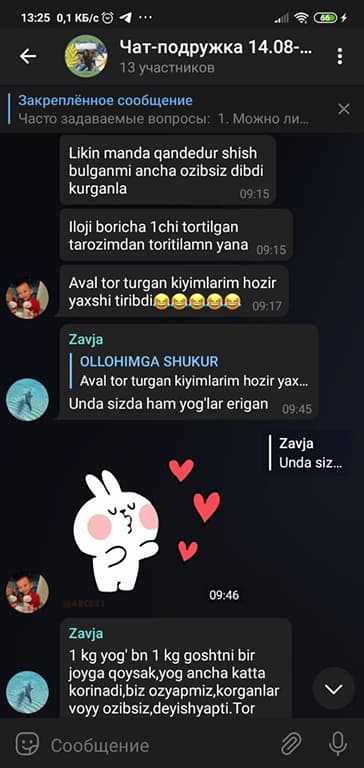 13:25 0,1 КБ/с
66
Чат-подружка 14.08-...
13 участников
Закреплённое сообщение
Часто задаваемые вопросы: 1. Можно ли...
Likin manda qandedur shish
bulganmi ancha ozibsiz dibdi
kurganla
09:15
Iloji boricha 1chi tortilgan
tarozimdan toritilamn yana
09:15
Aval tor turgan kiyimlarim hozir
yaxshi tiribdi😂😂😂😂😂
09:17
Zavja
OLLOHIMGA SHUKUR
Aval tor turgan kiyimlarim hozir yax...
Unda sizda ham yog'lar erigan
09:45
Zavja
Unda siz...
09:46
Zavja
1 kg yog' bn 1 kg goshtni bir
joyga qoysak,yog ancha katta
korinadi,biz ozyapmiz,korganlar
voyy ozibsiz,deyishyapti.Tor
Сообщение